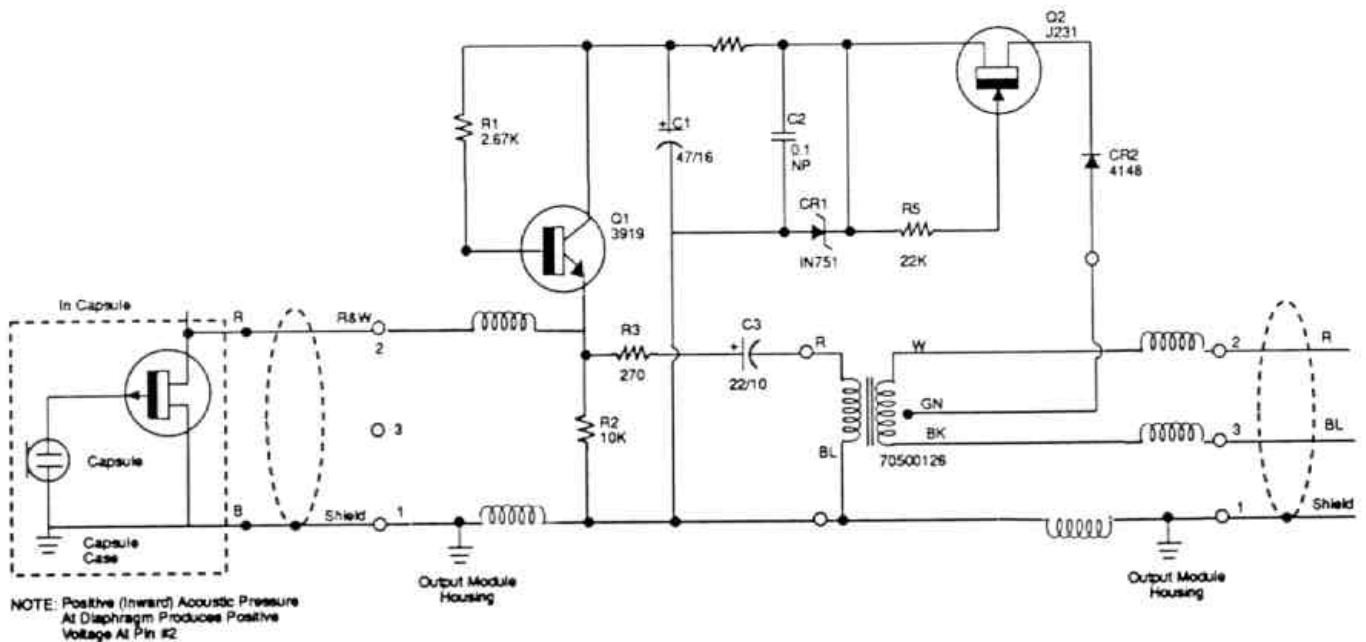 Q2
J231
R1
2.67K
+ C1
47/16
C2
0.1
NP
CR2
4148
CR1
IN751
R5
22K
Q1
3919
In Capsule
R
R&W
2
R3
270
+
C3
22/10
R
W
2
R
GN
3
R2
10K
BK
3
BL
Capsule
BL
70500126
B
Shield
1
1
Shield
Capsule
Case
Output Module
Housing
Output Module
Housing
NOTE: Positive (Inward) Acoustic Pressure
At Diaphragm Produces Positive
Voltage At Pin #2